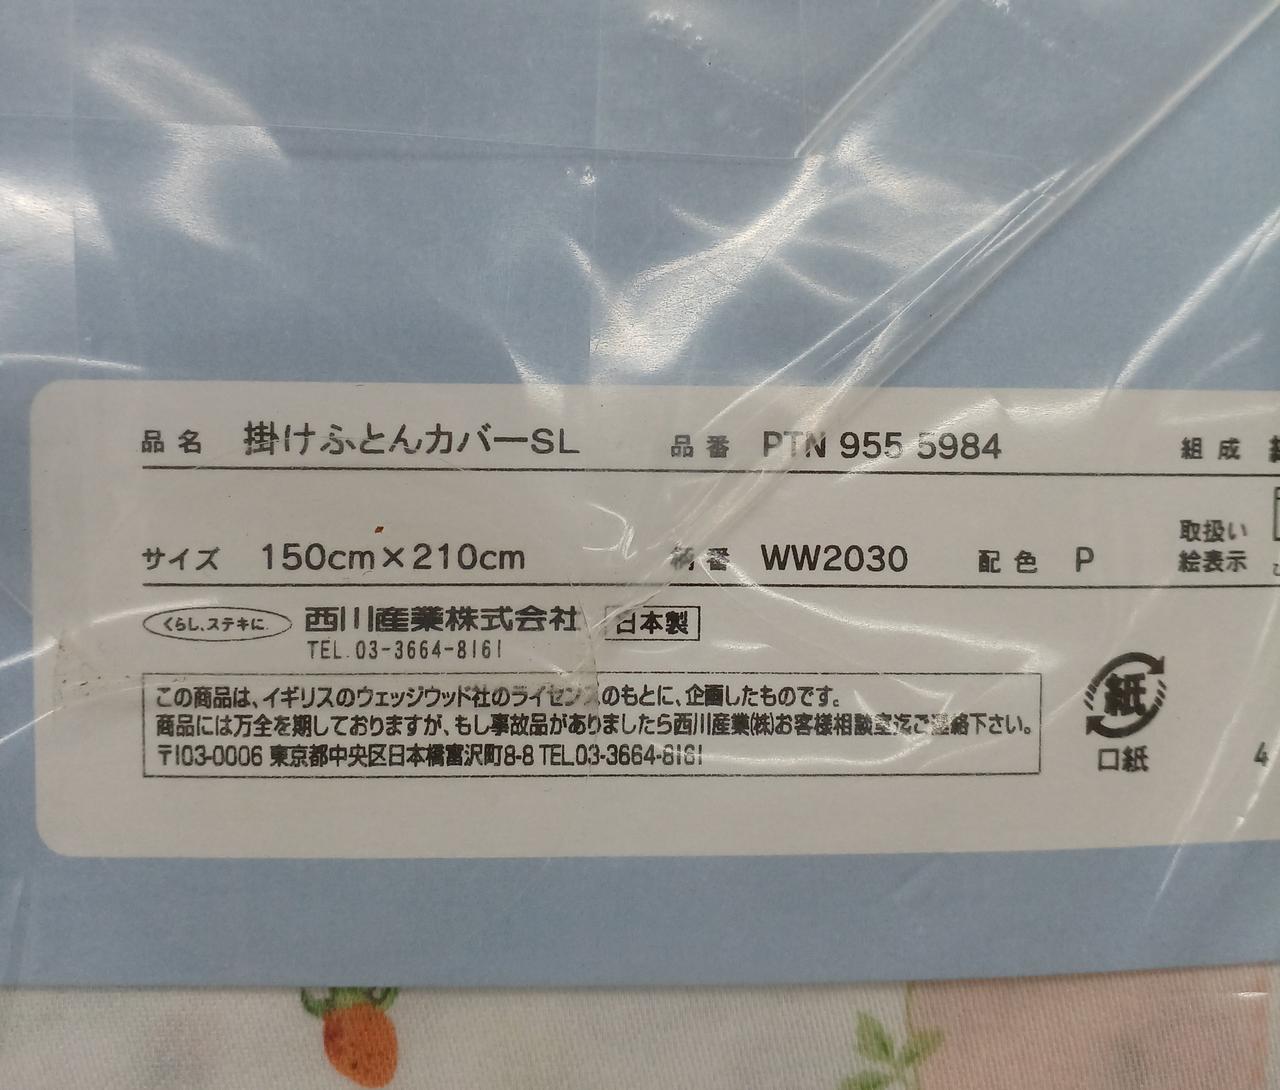 品名 掛けふとんカバーSL 品番 PTN 955 5984 組成
取扱い
サイズ 150cm×210cm 柄番 WW2030 配色 P 絵表示
くらし、ステキに。 西川産業株式会社 日本製
TEL.03-3664-8161
この商品は、イギリスのウェッジウッド社のライセンスのもとに、企画したものです。
商品には万全を期しておりますが、もし事故品がありましたら西川産業㈱お客様相談室迄ご連絡下さい。
〒103-0006 東京都中央区日本橋富沢町8-8 TEL.03-3664-8161
紙
口紙
4